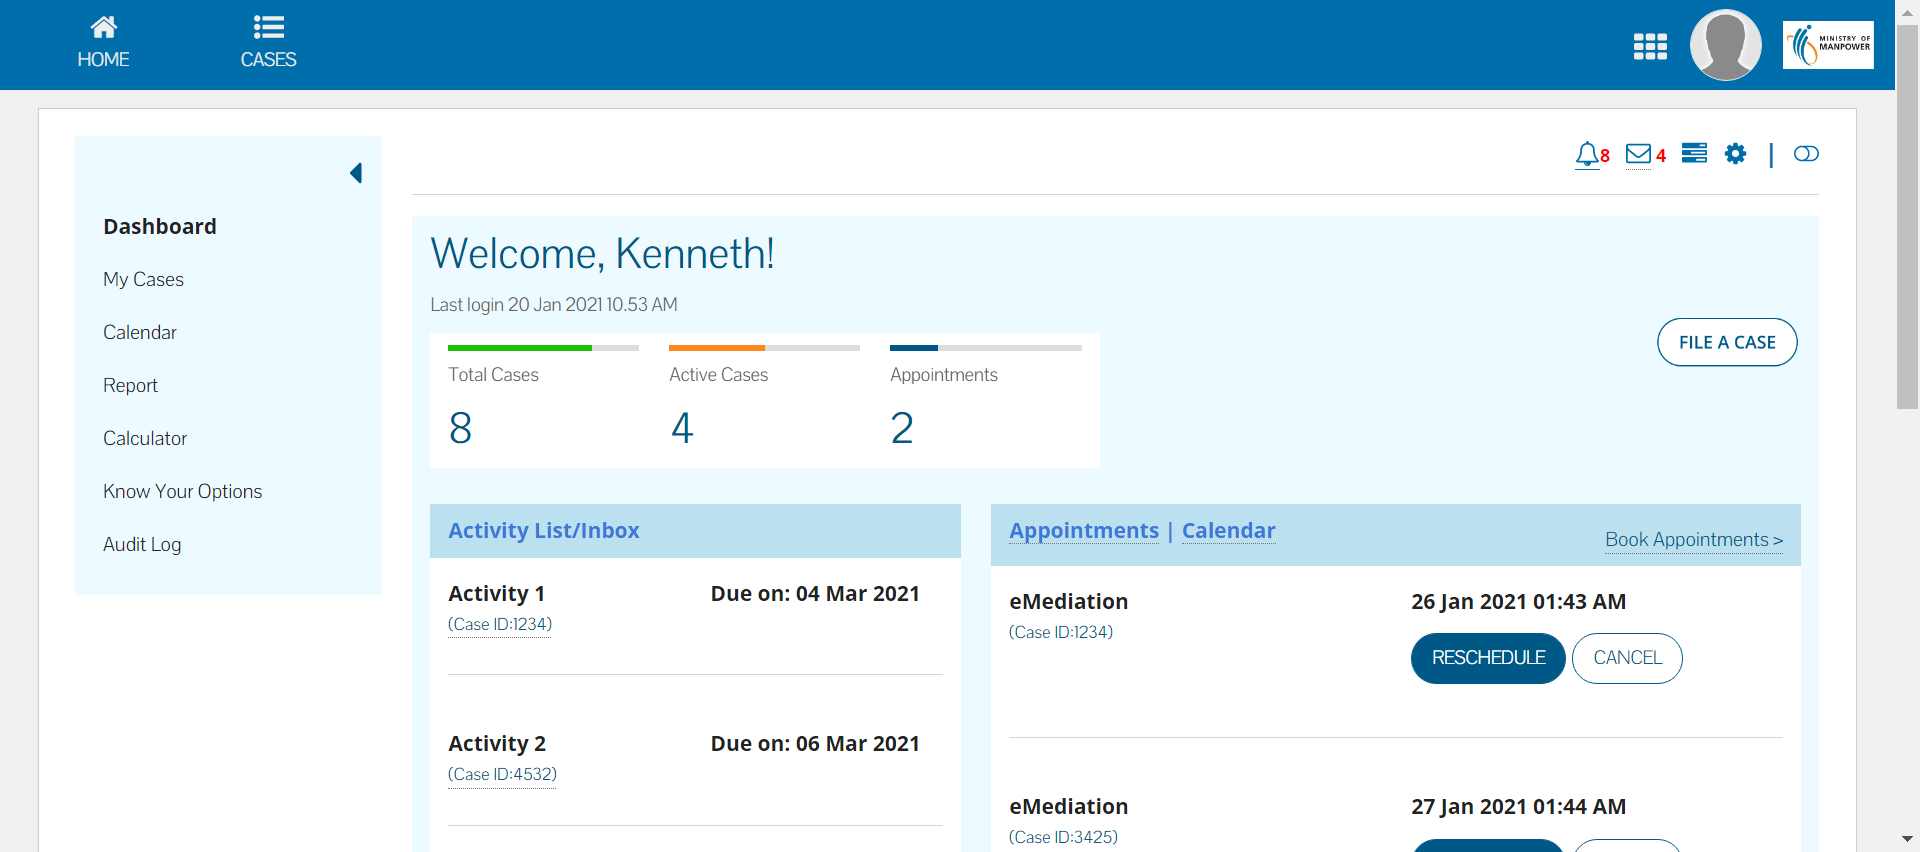 HOME
CASES
MINISTRY OF
MANPOWER
8
4
|
Dashboard
My Cases
Calendar
Report
Calculator
Know Your Options
Audit Log
Welcome, Kenneth!
Last login 20 Jan 2021 10.53 AM
Total Cases
8
Active Cases
4
Appointments
2
FILE A CASE
Activity List/Inbox
Activity 1
Due on: 04 Mar 2021
(Case ID:1234)
Activity 2
Due on: 06 Mar 2021
(Case ID:4532)
Appointments | Calendar
Book Appointments >
eMediation
26 Jan 2021 01:43 AM
(Case ID:1234)
RESCHEDULE
CANCEL
eMediation
27 Jan 2021 01:44 AM
(Case ID:3425)